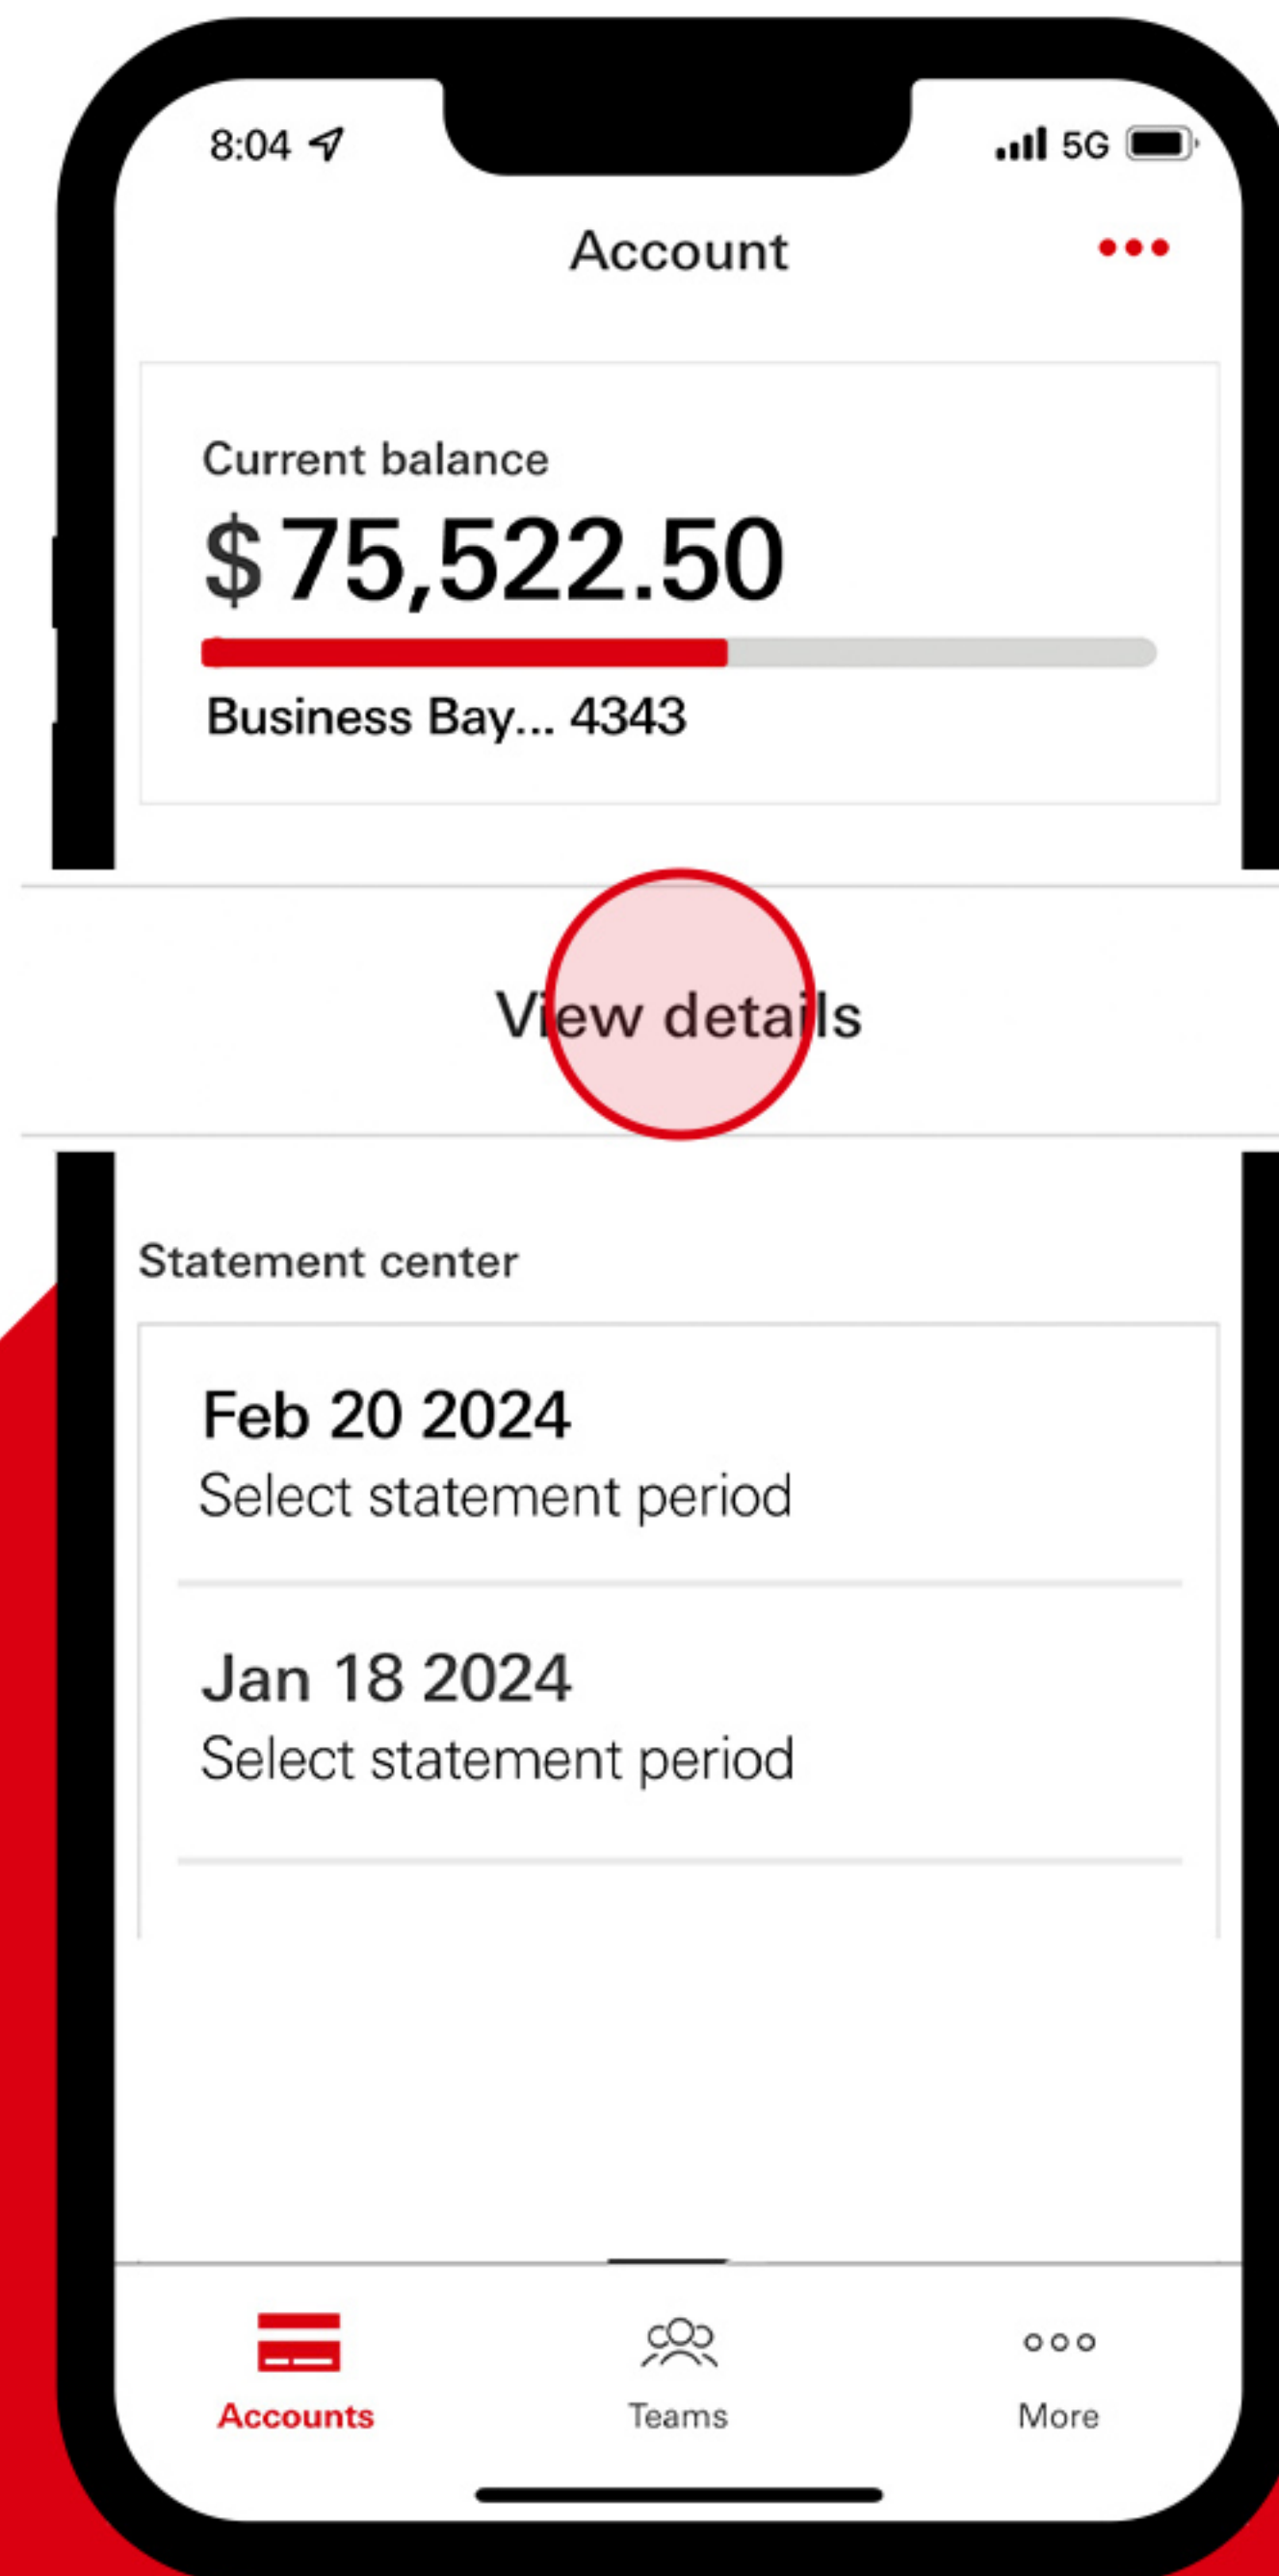 8:04 5G
Account
Current balance
$75,522.50
Business Bay... 4343
View details
Statement center
Feb 20 2024
Select statement period
Jan 18 2024
Select statement period
Accounts Teams More